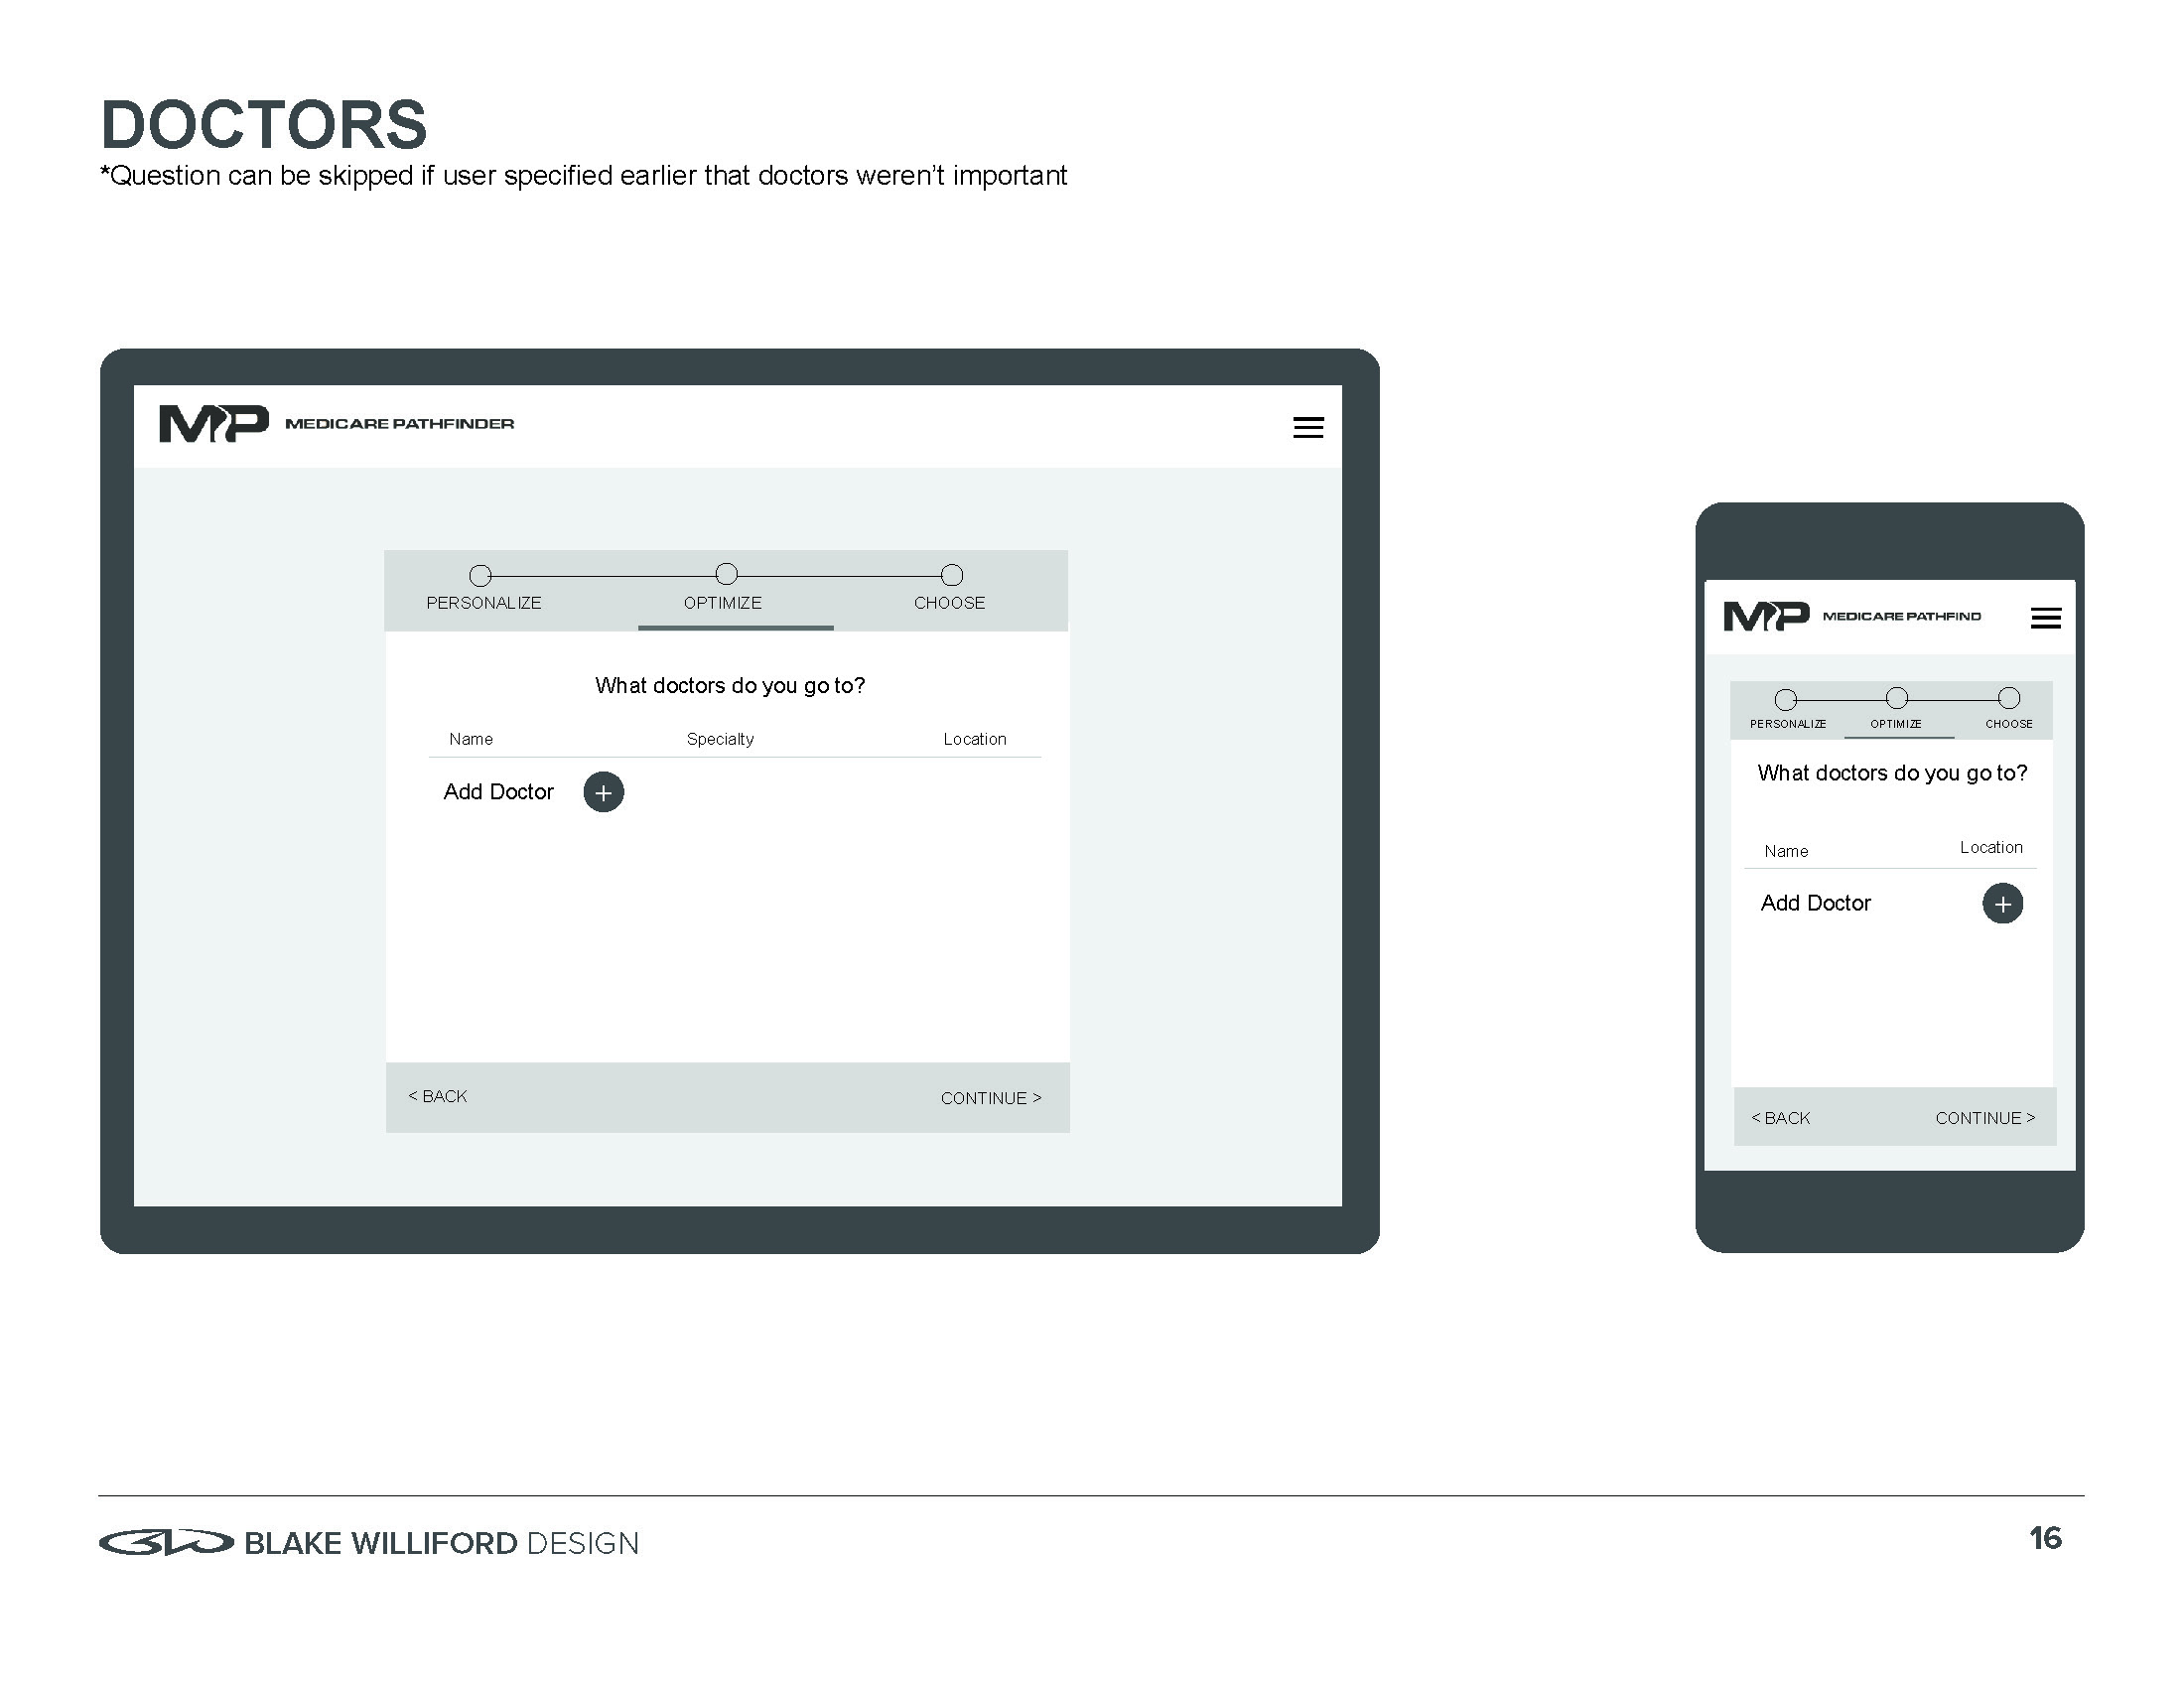 DOCTORS
*Question can be skipped if user specified earlier that doctors weren't important
MP MEDICARE PATHFINDER
PERSONALIZE OPTIMIZE CHOOSE
What doctors do you go to?
Name Specialty Location
Add Doctor +
< BACK CONTINUE >
MP MEDICARE PATHFIND
PERSONALIZE OPTIMIZE CHOOSE
What doctors do you go to?
Name Location
Add Doctor +
< BACK CONTINUE >
BW BLAKE WILLIFORD DESIGN
16